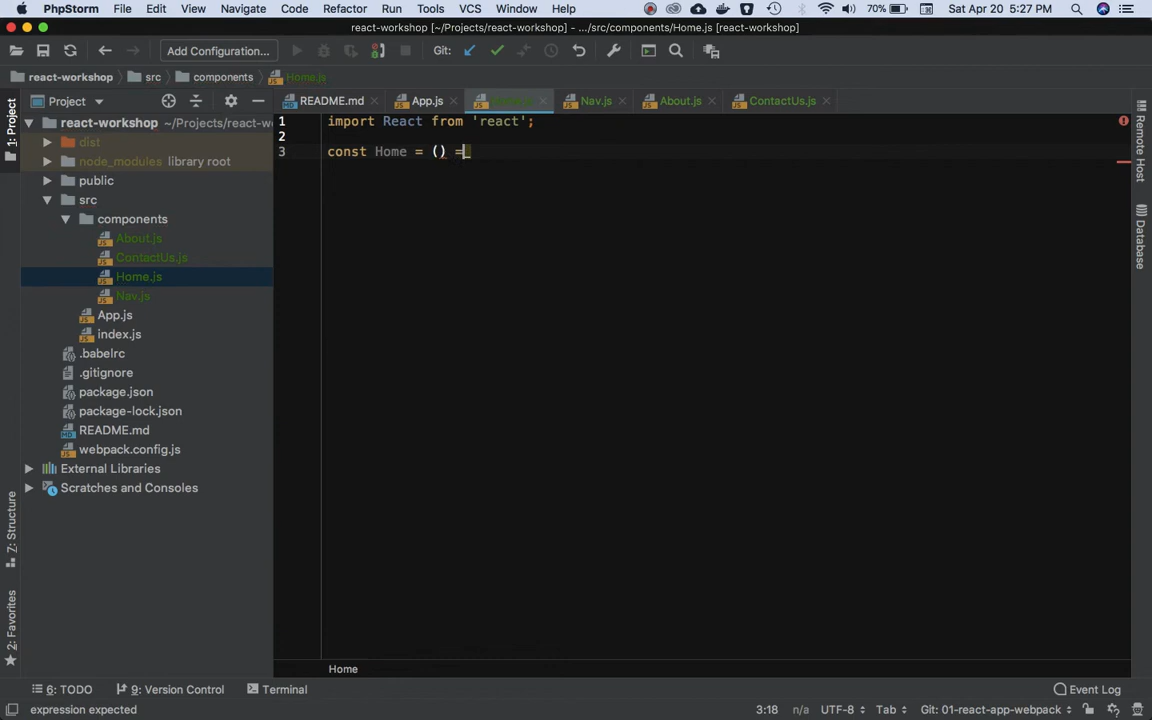 PhpStorm File Edit View Navigate Code Refactor Run Tools VCS Window Help 70% Sat Apr 20 5:27 PM
react-workshop [~/Projects/react-workshop] - .../src/components/Home.js [react-workshop]
Add Configuration... Git:
react-workshop src components Home.js
1: Project
Project
README.md App.js Nav.js About.js ContactUs.js
react-workshop ~/Projects/react-w
dist
node_modules library root
public
src
components
About.js
ContactUs.js
Home.js
Nav.js
App.js
index.js
.babelrc
.gitignore
package.json
package-lock.json
README.md
webpack.config.js
External Libraries
Scratches and Consoles
1 import React from 'react';
2
3 const Home = () =
Remote Host
Database
7: Structure
2: Favorites
Home
6: TODO 9: Version Control Terminal Event Log
expression expected 3:18 n/a UTF-8 Tab Git: 01-react-app-webpack